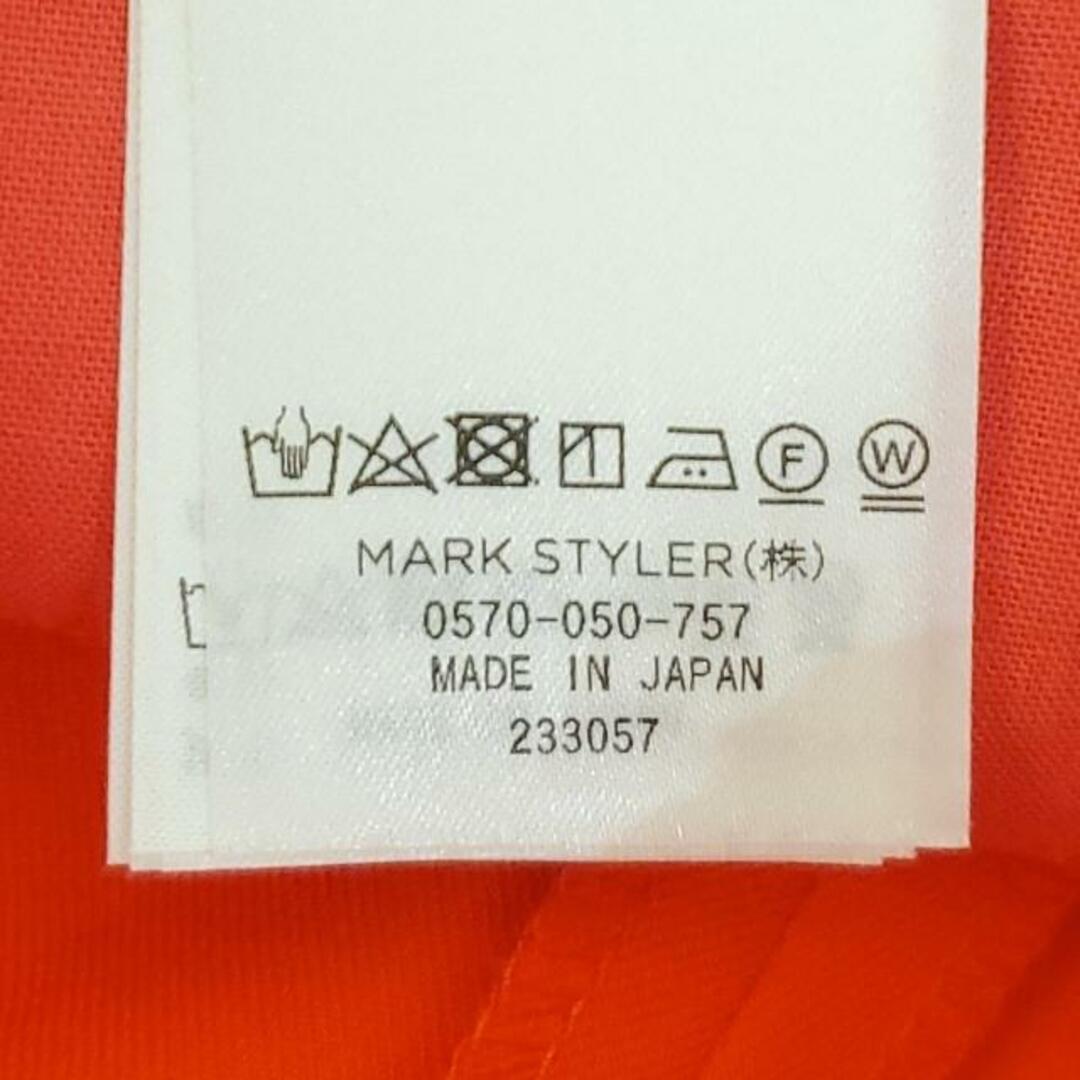 F W
MARK STYLER(株)
0570-050-757
MADE IN JAPAN
233057